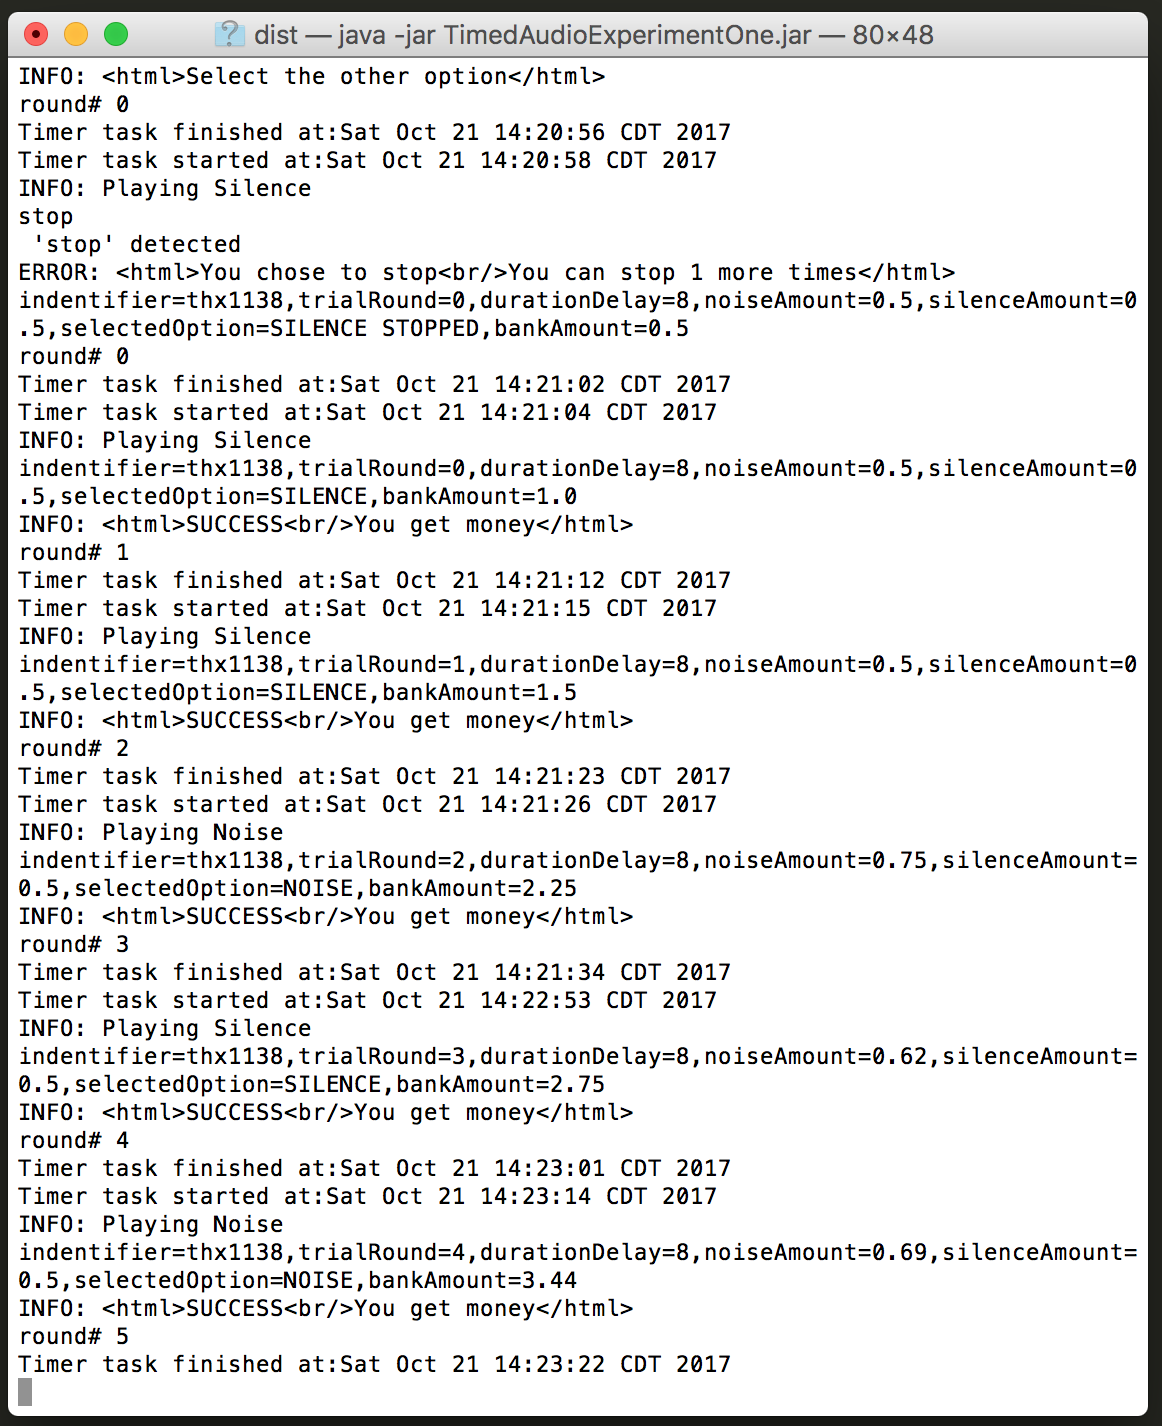 dist — java -jar TimedAudioExperimentOne.jar — 80×48
INFO: <html>Select the other option</html>
round# 0
Timer task finished at:Sat Oct 21 14:20:56 CDT 2017
Timer task started at:Sat Oct 21 14:20:58 CDT 2017
INFO: Playing Silence
stop
 'stop' detected
ERROR: <html>You chose to stop<br/>You can stop 1 more times</html>
indentifier=thx1138,trialRound=0,durationDelay=8,noiseAmount=0.5,silenceAmount=0
.5,selectedOption=SILENCE STOPPED,bankAmount=0.5
round# 0
Timer task finished at:Sat Oct 21 14:21:02 CDT 2017
Timer task started at:Sat Oct 21 14:21:04 CDT 2017
INFO: Playing Silence
indentifier=thx1138,trialRound=0,durationDelay=8,noiseAmount=0.5,silenceAmount=0
.5,selectedOption=SILENCE,bankAmount=1.0
INFO: <html>SUCCESS<br/>You get money</html>
round# 1
Timer task finished at:Sat Oct 21 14:21:12 CDT 2017
Timer task started at:Sat Oct 21 14:21:15 CDT 2017
INFO: Playing Silence
indentifier=thx1138,trialRound=1,durationDelay=8,noiseAmount=0.5,silenceAmount=0
.5,selectedOption=SILENCE,bankAmount=1.5
INFO: <html>SUCCESS<br/>You get money</html>
round# 2
Timer task finished at:Sat Oct 21 14:21:23 CDT 2017
Timer task started at:Sat Oct 21 14:21:26 CDT 2017
INFO: Playing Noise
indentifier=thx1138,trialRound=2,durationDelay=8,noiseAmount=0.75,silenceAmount=
0.5,selectedOption=NOISE,bankAmount=2.25
INFO: <html>SUCCESS<br/>You get money</html>
round# 3
Timer task finished at:Sat Oct 21 14:21:34 CDT 2017
Timer task started at:Sat Oct 21 14:22:53 CDT 2017
INFO: Playing Silence
indentifier=thx1138,trialRound=3,durationDelay=8,noiseAmount=0.62,silenceAmount=
0.5,selectedOption=SILENCE,bankAmount=2.75
INFO: <html>SUCCESS<br/>You get money</html>
round# 4
Timer task finished at:Sat Oct 21 14:23:01 CDT 2017
Timer task started at:Sat Oct 21 14:23:14 CDT 2017
INFO: Playing Noise
indentifier=thx1138,trialRound=4,durationDelay=8,noiseAmount=0.69,silenceAmount=
0.5,selectedOption=NOISE,bankAmount=3.44
INFO: <html>SUCCESS<br/>You get money</html>
round# 5
Timer task finished at:Sat Oct 21 14:23:22 CDT 2017